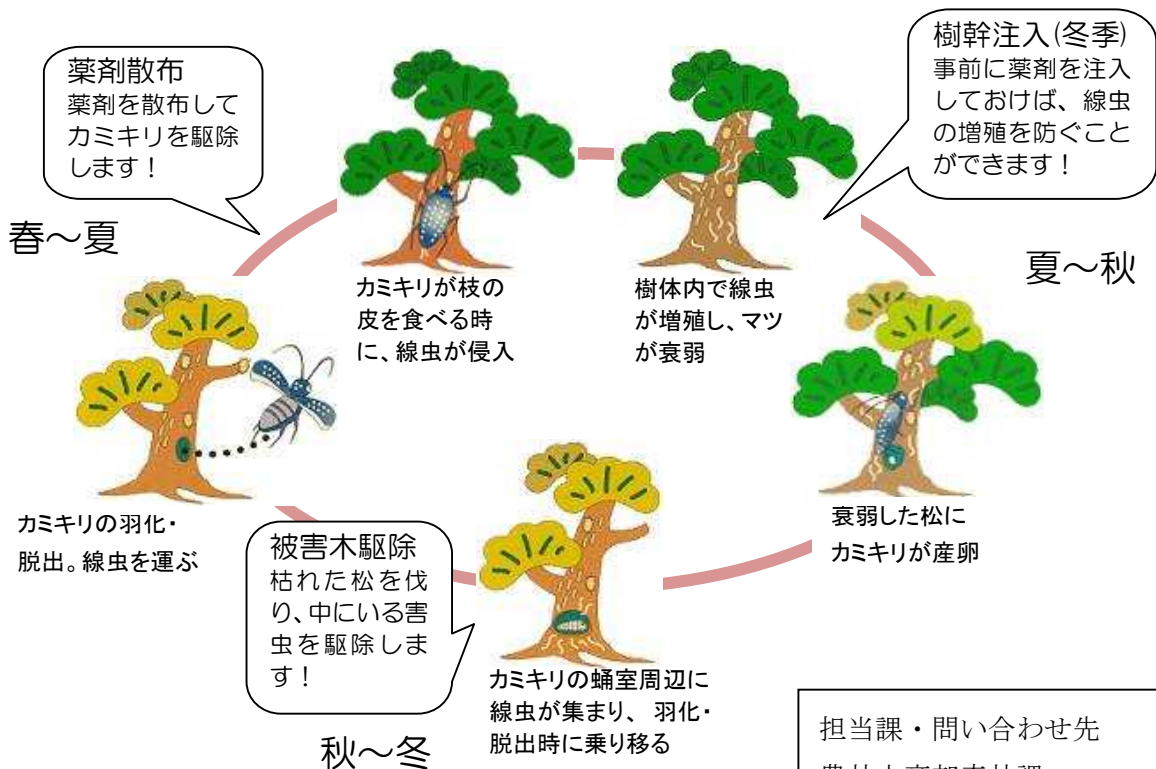 薬剤散布
薬剤を散布して
カミキリを駆除
します！
樹幹注入(冬季)
事前に薬剤を注入
しておけば、線虫
の増殖を防ぐこと
ができます！
春～夏
夏～秋
カミキリが枝の
皮を食べる時
に、線虫が侵入
樹体内で線虫
が増殖し、マツ
が衰弱
カミキリの羽化・
脱出。線虫を運ぶ
衰弱した松に
カミキリが産卵
被害木駆除
枯れた松を伐
り、中にいる害
虫を駆除しま
す！
カミキリの蛹室周辺に
線虫が集まり、羽化・
脱出時に乗り移る
秋～冬
担当課・問い合わせ先